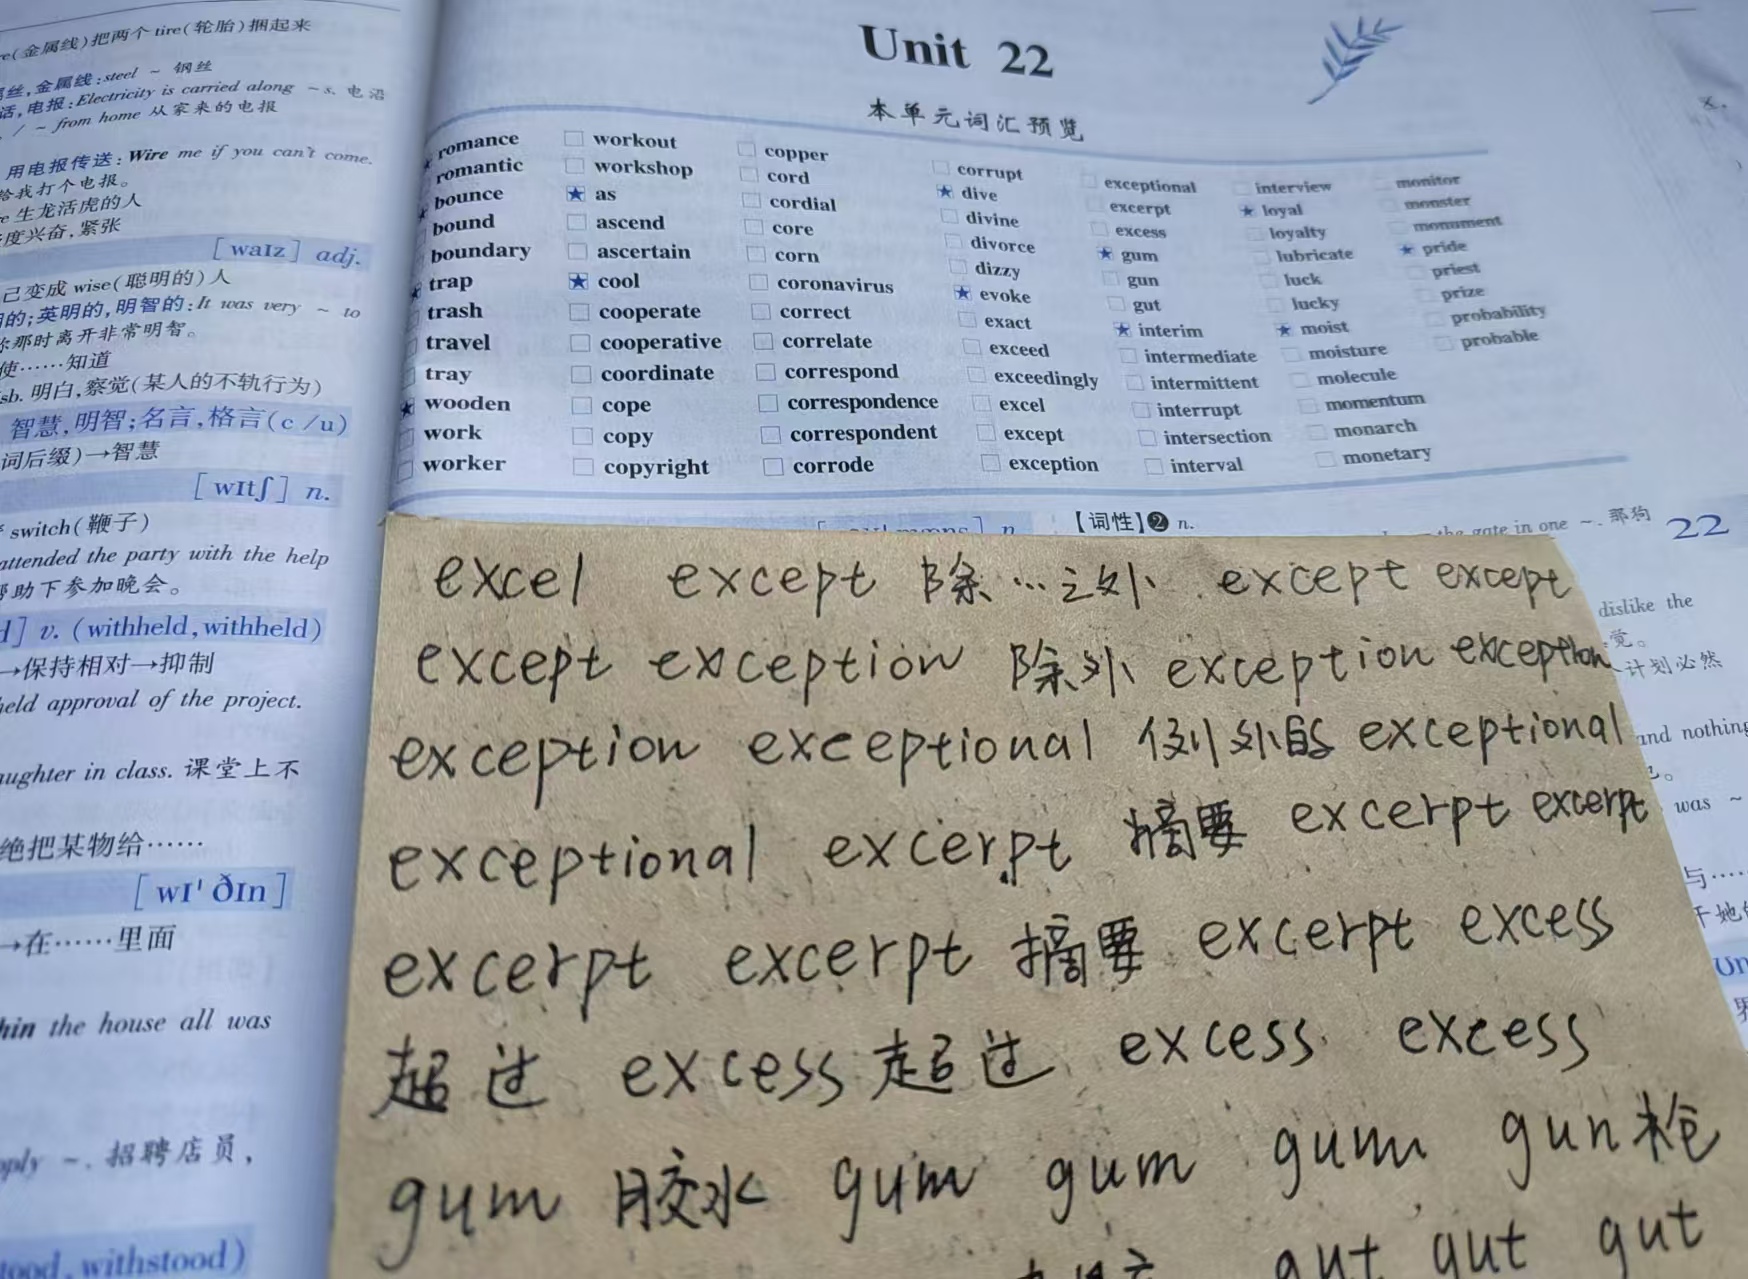 (金属线)把两个tire(轮胎)捆起来
丝,金属线:steel ~ 钢丝
话,电报:Electricity is carried along ~s. 电沿
/ ~ from home 从家来的电报
用电报传送:Wire me if you can't come.
给我打个电报。
生龙活虎的人
度兴奋,紧张
[waIz] adj.
己变成wise(聪明的)人
的;英明的,明智的:It was very ~ to
你那时离开非常明智。
使……知道
sb. 明白,察觉(某人的不轨行为)
智慧,明智;名言,格言(c/u)
词后缀)→智慧
[wItʃ] n.
switch(鞭子)
attended the party with the help
帮助下参加晚会。
v. (withheld, withheld)
→保持相对→抑制
held approval of the project.
in class. 课堂上不
绝把某物给……
[wI'ðIn]
→在……里面
the house all was
~. 招聘店员,
withstood)
Unit 22
本单元词汇预览
romance
romantic
★ bounce
bound
boundary
★ trap
trash
travel
tray
★ wooden
work
worker
workout
workshop
★ as
ascend
ascertain
★ cool
cooperate
cooperative
coordinate
cope
copy
copyright
copper
cord
cordial
core
corn
coronavirus
correct
correlate
correspond
correspondence
correspondent
corrode
corrupt
★ dive
divine
divorce
dizzy
★ evoke
exact
exceed
exceedingly
excel
except
exception
exceptional
excerpt
excess
★ gum
gun
gut
★ interim
intermediate
intermittent
interrupt
intersection
interval
interview
★ loyal
loyalty
lubricate
luck
lucky
★ moist
moisture
molecule
momentum
monarch
monetary
monitor
monster
monument
★ pride
priest
prize
probability
probable
【词性】❷ n.
the gate in one ~. 那狗
22
dislike the
觉。
计划必然
and nothing
was ~
与……
excel except 除…之外 except except
except exception 除外 exception exception
exception exceptional 例外的 exceptional
exceptional excerpt 摘要 excerpt excerpt
excerpt excerpt 摘要 excerpt excess
超过 excess 超过 excess excess
gum 胶水 gum gum gum gun 枪
gut gut gut